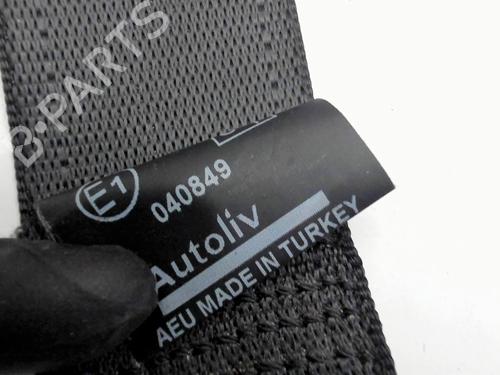 B-PARTS
E1
040849
Autoliv
AEU MADE IN TURKEY